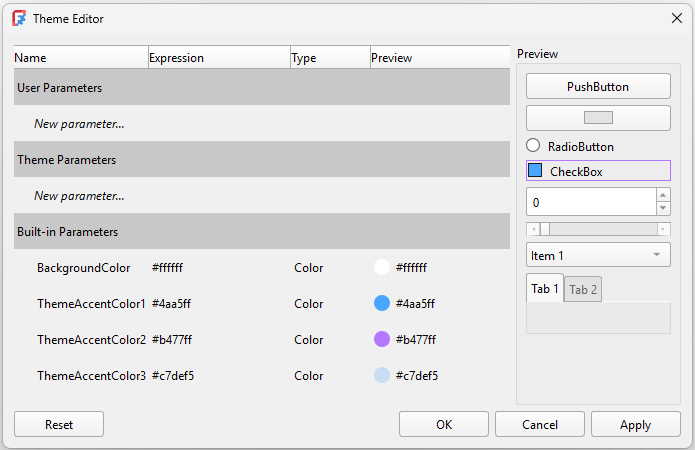 Theme Editor
Name Expression Type Preview
User Parameters
New parameter...
Theme Parameters
New parameter...
Built-in Parameters
BackgroundColor #ffffff Color #ffffff
ThemeAccentColor1 #4aa5ff Color #4aa5ff
ThemeAccentColor2 #b477ff Color #b477ff
ThemeAccentColor3 #c7def5 Color #c7def5
Preview
PushButton
RadioButton
CheckBox
0
Item 1
Tab 1 Tab 2
Reset OK Cancel Apply